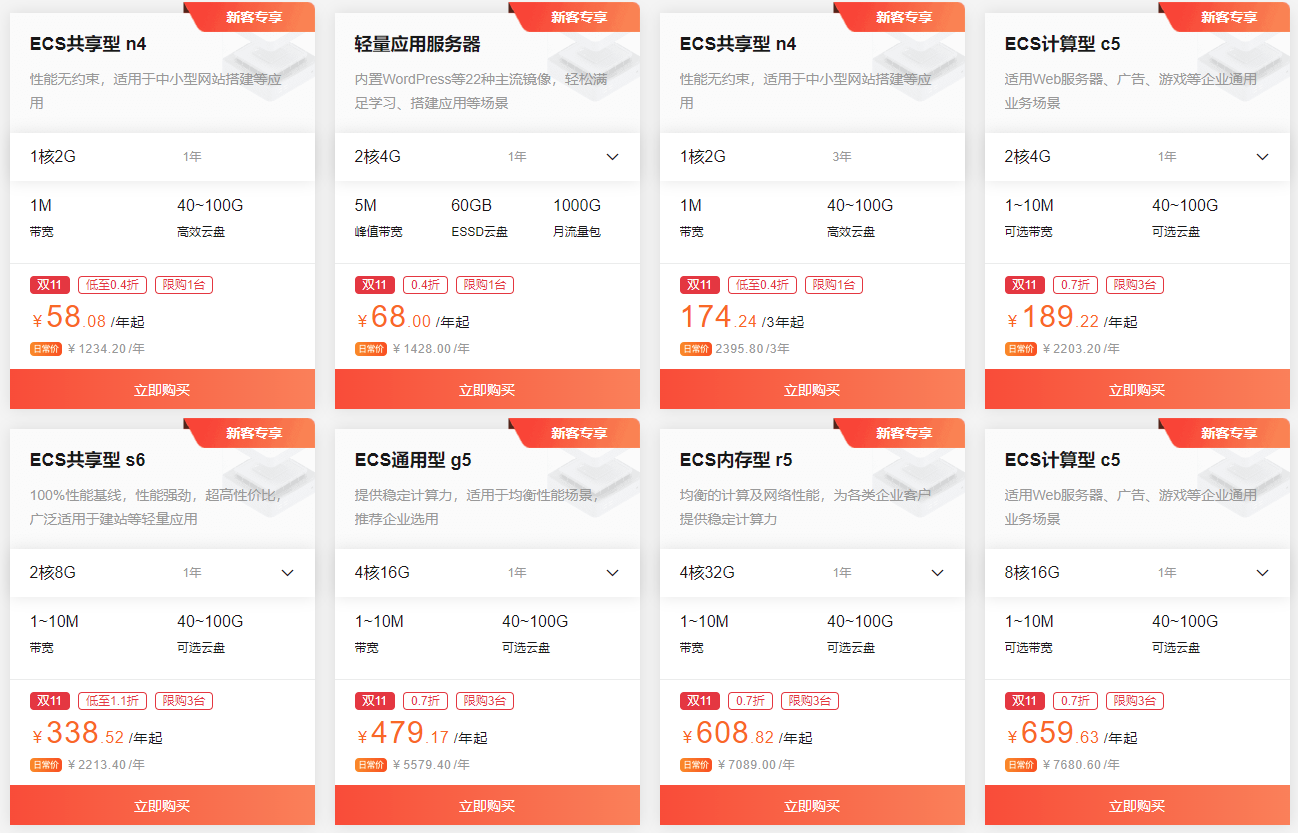 新客专享
ECS共享型 n4
性能无约束，适用于中小型网站搭建等应
用
1核2G 1年
1M 40~100G
带宽 高效云盘
双11 低至0.4折 限购1台
¥58.08 /年起
日常价 ¥1234.20/年
立即购买
新客专享
轻量应用服务器
内置WordPress等22种主流镜像，轻松满
足学习、搭建应用等场景
2核4G 1年
5M 60GB 1000G
峰值带宽 ESSD云盘 月流量包
双11 0.4折 限购1台
¥68.00 /年起
日常价 ¥1428.00/年
立即购买
新客专享
ECS共享型 n4
性能无约束，适用于中小型网站搭建等应
用
1核2G 3年
1M 40~100G
带宽 高效云盘
双11 低至0.4折 限购1台
174.24 /3年起
日常价 2395.80/3年
立即购买
新客专享
ECS计算型 c5
适用Web服务器、广告、游戏等企业通用
业务场景
2核4G 1年
1~10M 40~100G
可选带宽 可选云盘
双11 0.7折 限购3台
¥189.22 /年起
日常价 ¥2203.20/年
立即购买
新客专享
ECS共享型 s6
100%性能基线，性能强劲，超高性价比，
广泛适用于建站等轻量应用
2核8G 1年
1~10M 40~100G
带宽 可选云盘
双11 低至1.1折 限购3台
¥338.52 /年起
日常价 ¥2213.40/年
立即购买
新客专享
ECS通用型 g5
提供稳定计算力，适用于均衡性能场景，
推荐企业选用
4核16G 1年
1~10M 40~100G
带宽 可选云盘
双11 0.7折 限购3台
¥479.17 /年起
日常价 ¥5579.40/年
立即购买
新客专享
ECS内存型 r5
均衡的计算及网络性能，为各类企业客户
提供稳定计算力
4核32G 1年
1~10M 40~100G
带宽 可选云盘
双11 0.7折 限购3台
¥608.82 /年起
日常价 ¥7089.00/年
立即购买
新客专享
ECS计算型 c5
适用Web服务器、广告、游戏等企业通用
业务场景
8核16G 1年
1~10M 40~100G
可选带宽 可选云盘
双11 0.7折 限购3台
¥659.63 /年起
日常价 ¥7680.60/年
立即购买